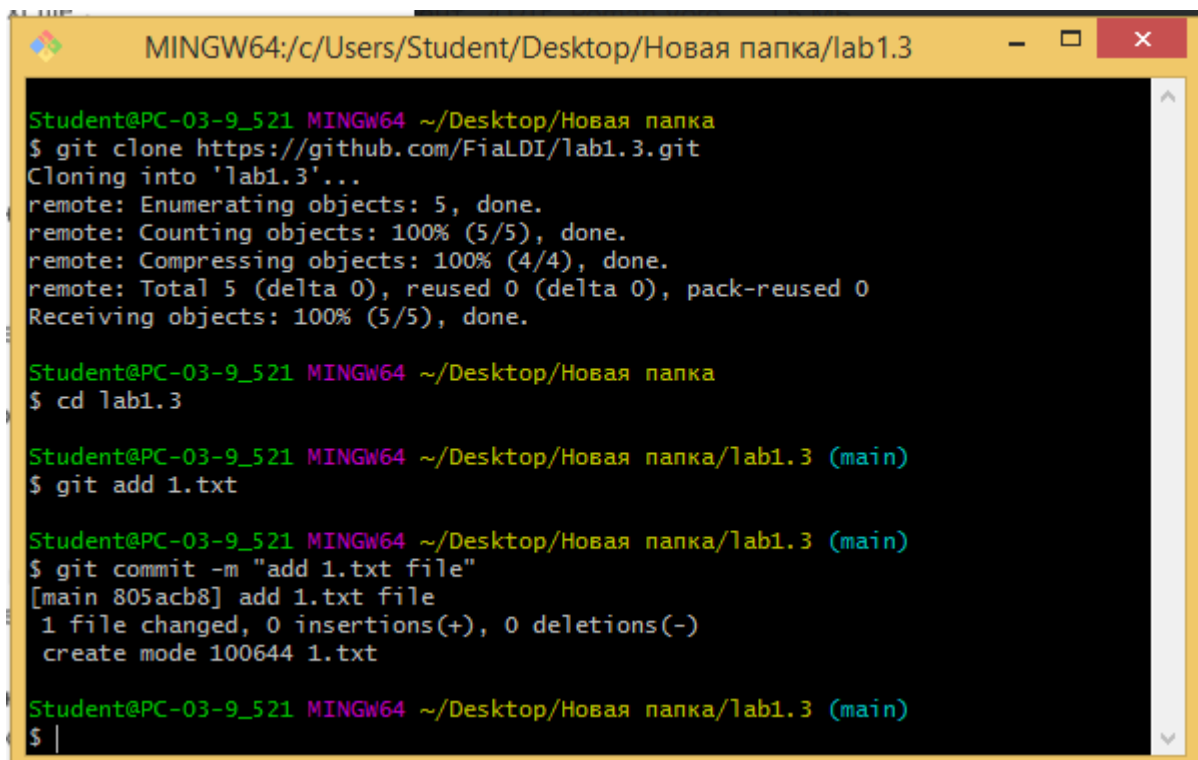 MINGW64:/c/Users/Student/Desktop/Новая папка/lab1.3
Student@PC-03-9_521 MINGW64 ~/Desktop/Новая папка
$ git clone https://github.com/FiaLDI/lab1.3.git
Cloning into 'lab1.3'...
remote: Enumerating objects: 5, done.
remote: Counting objects: 100% (5/5), done.
remote: Compressing objects: 100% (4/4), done.
remote: Total 5 (delta 0), reused 0 (delta 0), pack-reused 0
Receiving objects: 100% (5/5), done.
Student@PC-03-9_521 MINGW64 ~/Desktop/Новая папка
$ cd lab1.3
Student@PC-03-9_521 MINGW64 ~/Desktop/Новая папка/lab1.3 (main)
$ git add 1.txt
Student@PC-03-9_521 MINGW64 ~/Desktop/Новая папка/lab1.3 (main)
$ git commit -m "add 1.txt file"
[main 805acb8] add 1.txt file
1 file changed, 0 insertions(+), 0 deletions(-)
create mode 100644 1.txt
Student@PC-03-9_521 MINGW64 ~/Desktop/Новая папка/lab1.3 (main)
$